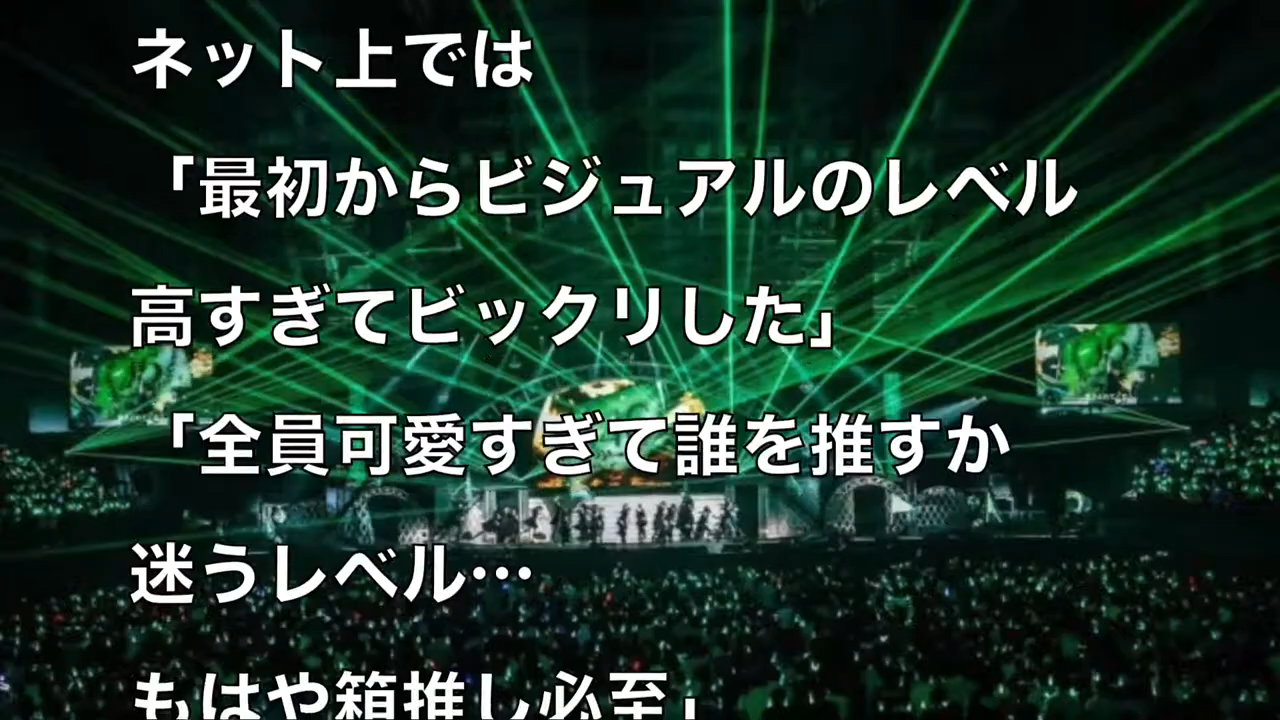 ネット上では
「最初からビジュアルのレベル
高すぎてビックリした」
「全員可愛すぎて誰を推すか
迷うレベル…
もはや箱推し必至」